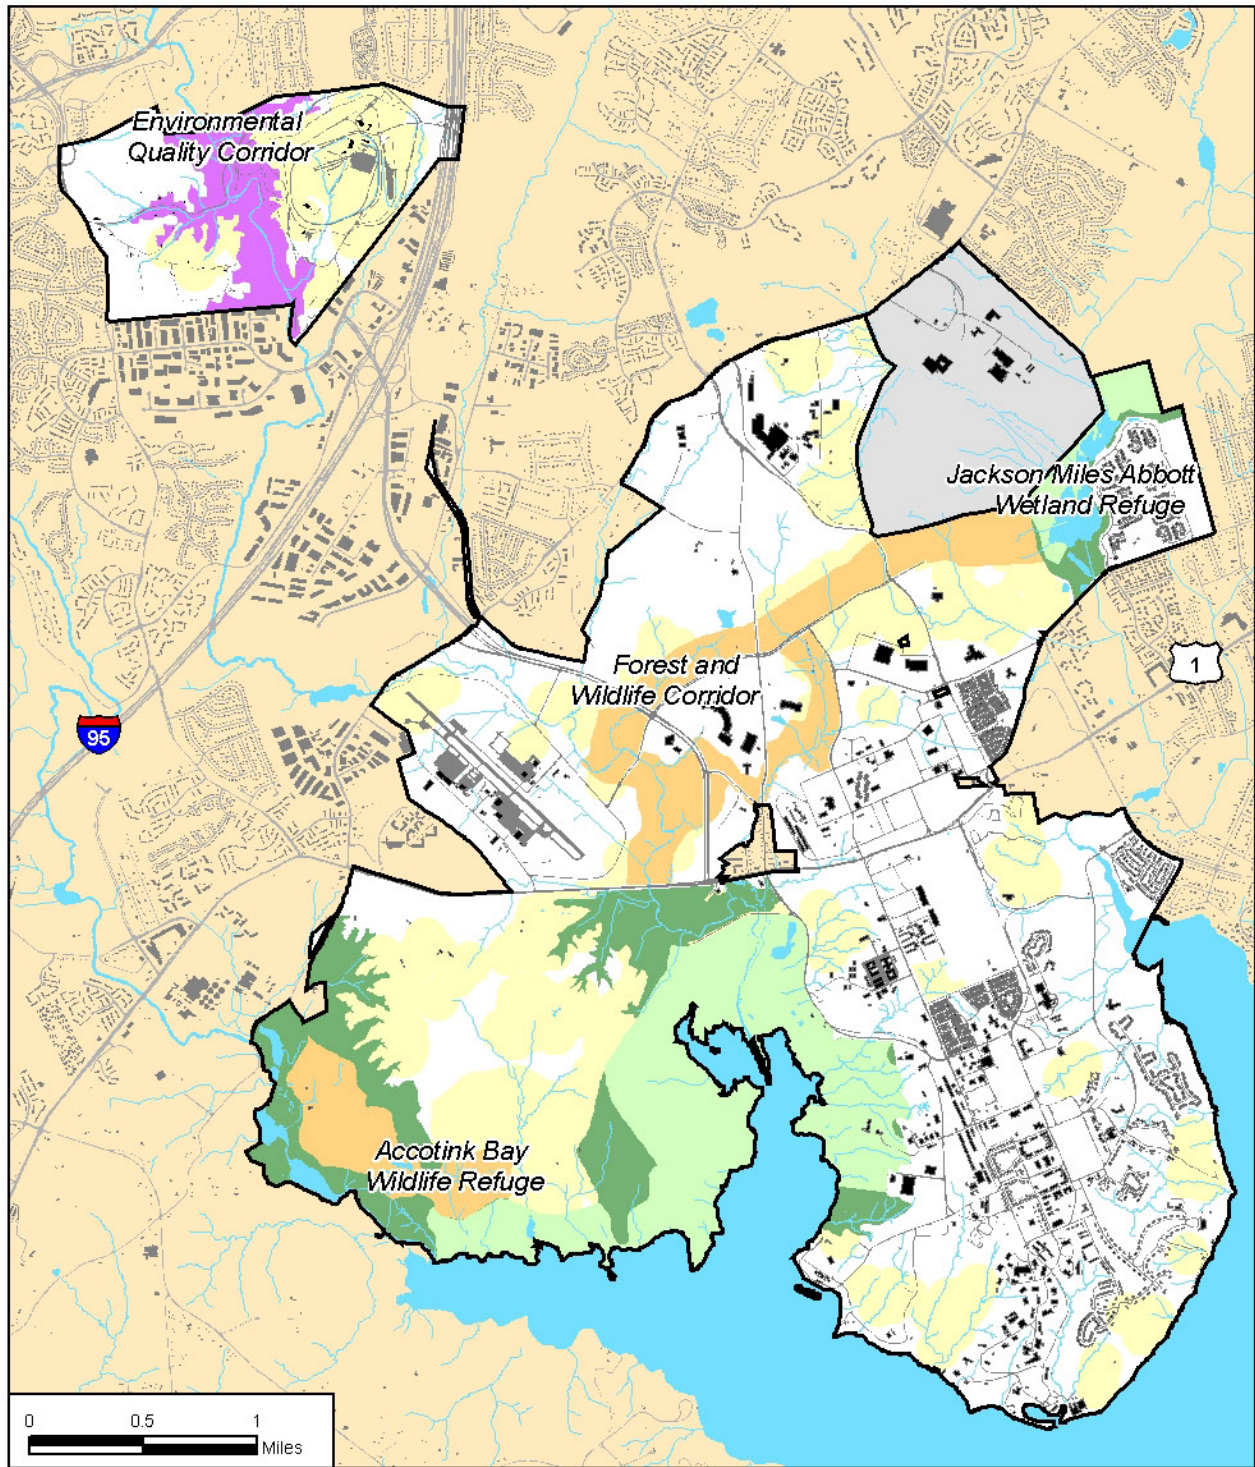 Environmental
Quality Corridor
Jackson Miles Abbott
Wetland Refuge
1
Forest and
Wildlife Corridor
95
Accotink Bay
Wildlife Refuge
0 0.5 1
Miles